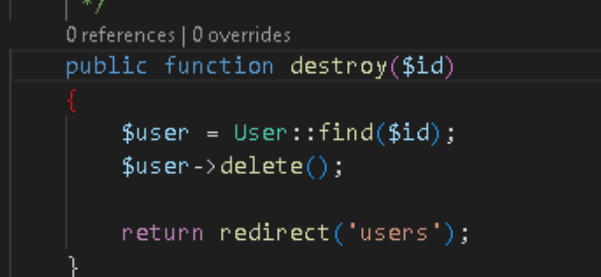 */
0 references | 0 overrides
public function destroy($id)
{
$user = User::find($id);
$user->delete();
return redirect('users');
}